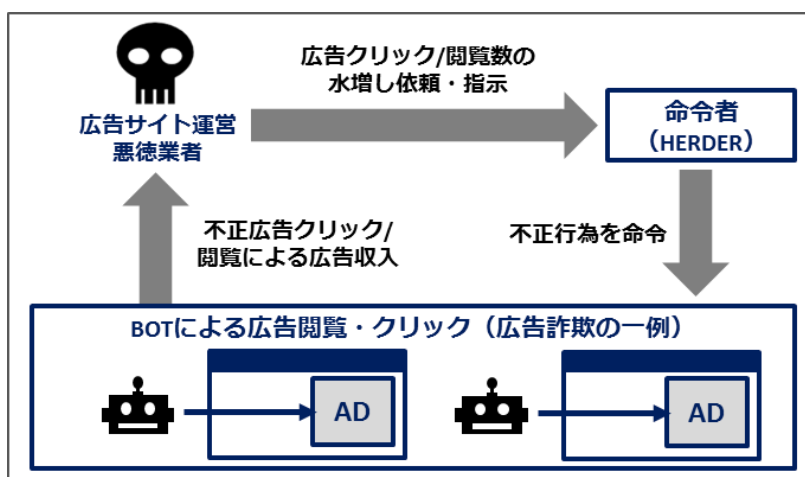 広告クリック/閲覧数の
水増し依頼・指示
広告サイト運営
悪徳業者
命令者
（HERDER）
不正広告クリック/
閲覧による広告収入
不正行為を命令
BOTによる広告閲覧・クリック（広告詐欺の一例）
AD
AD